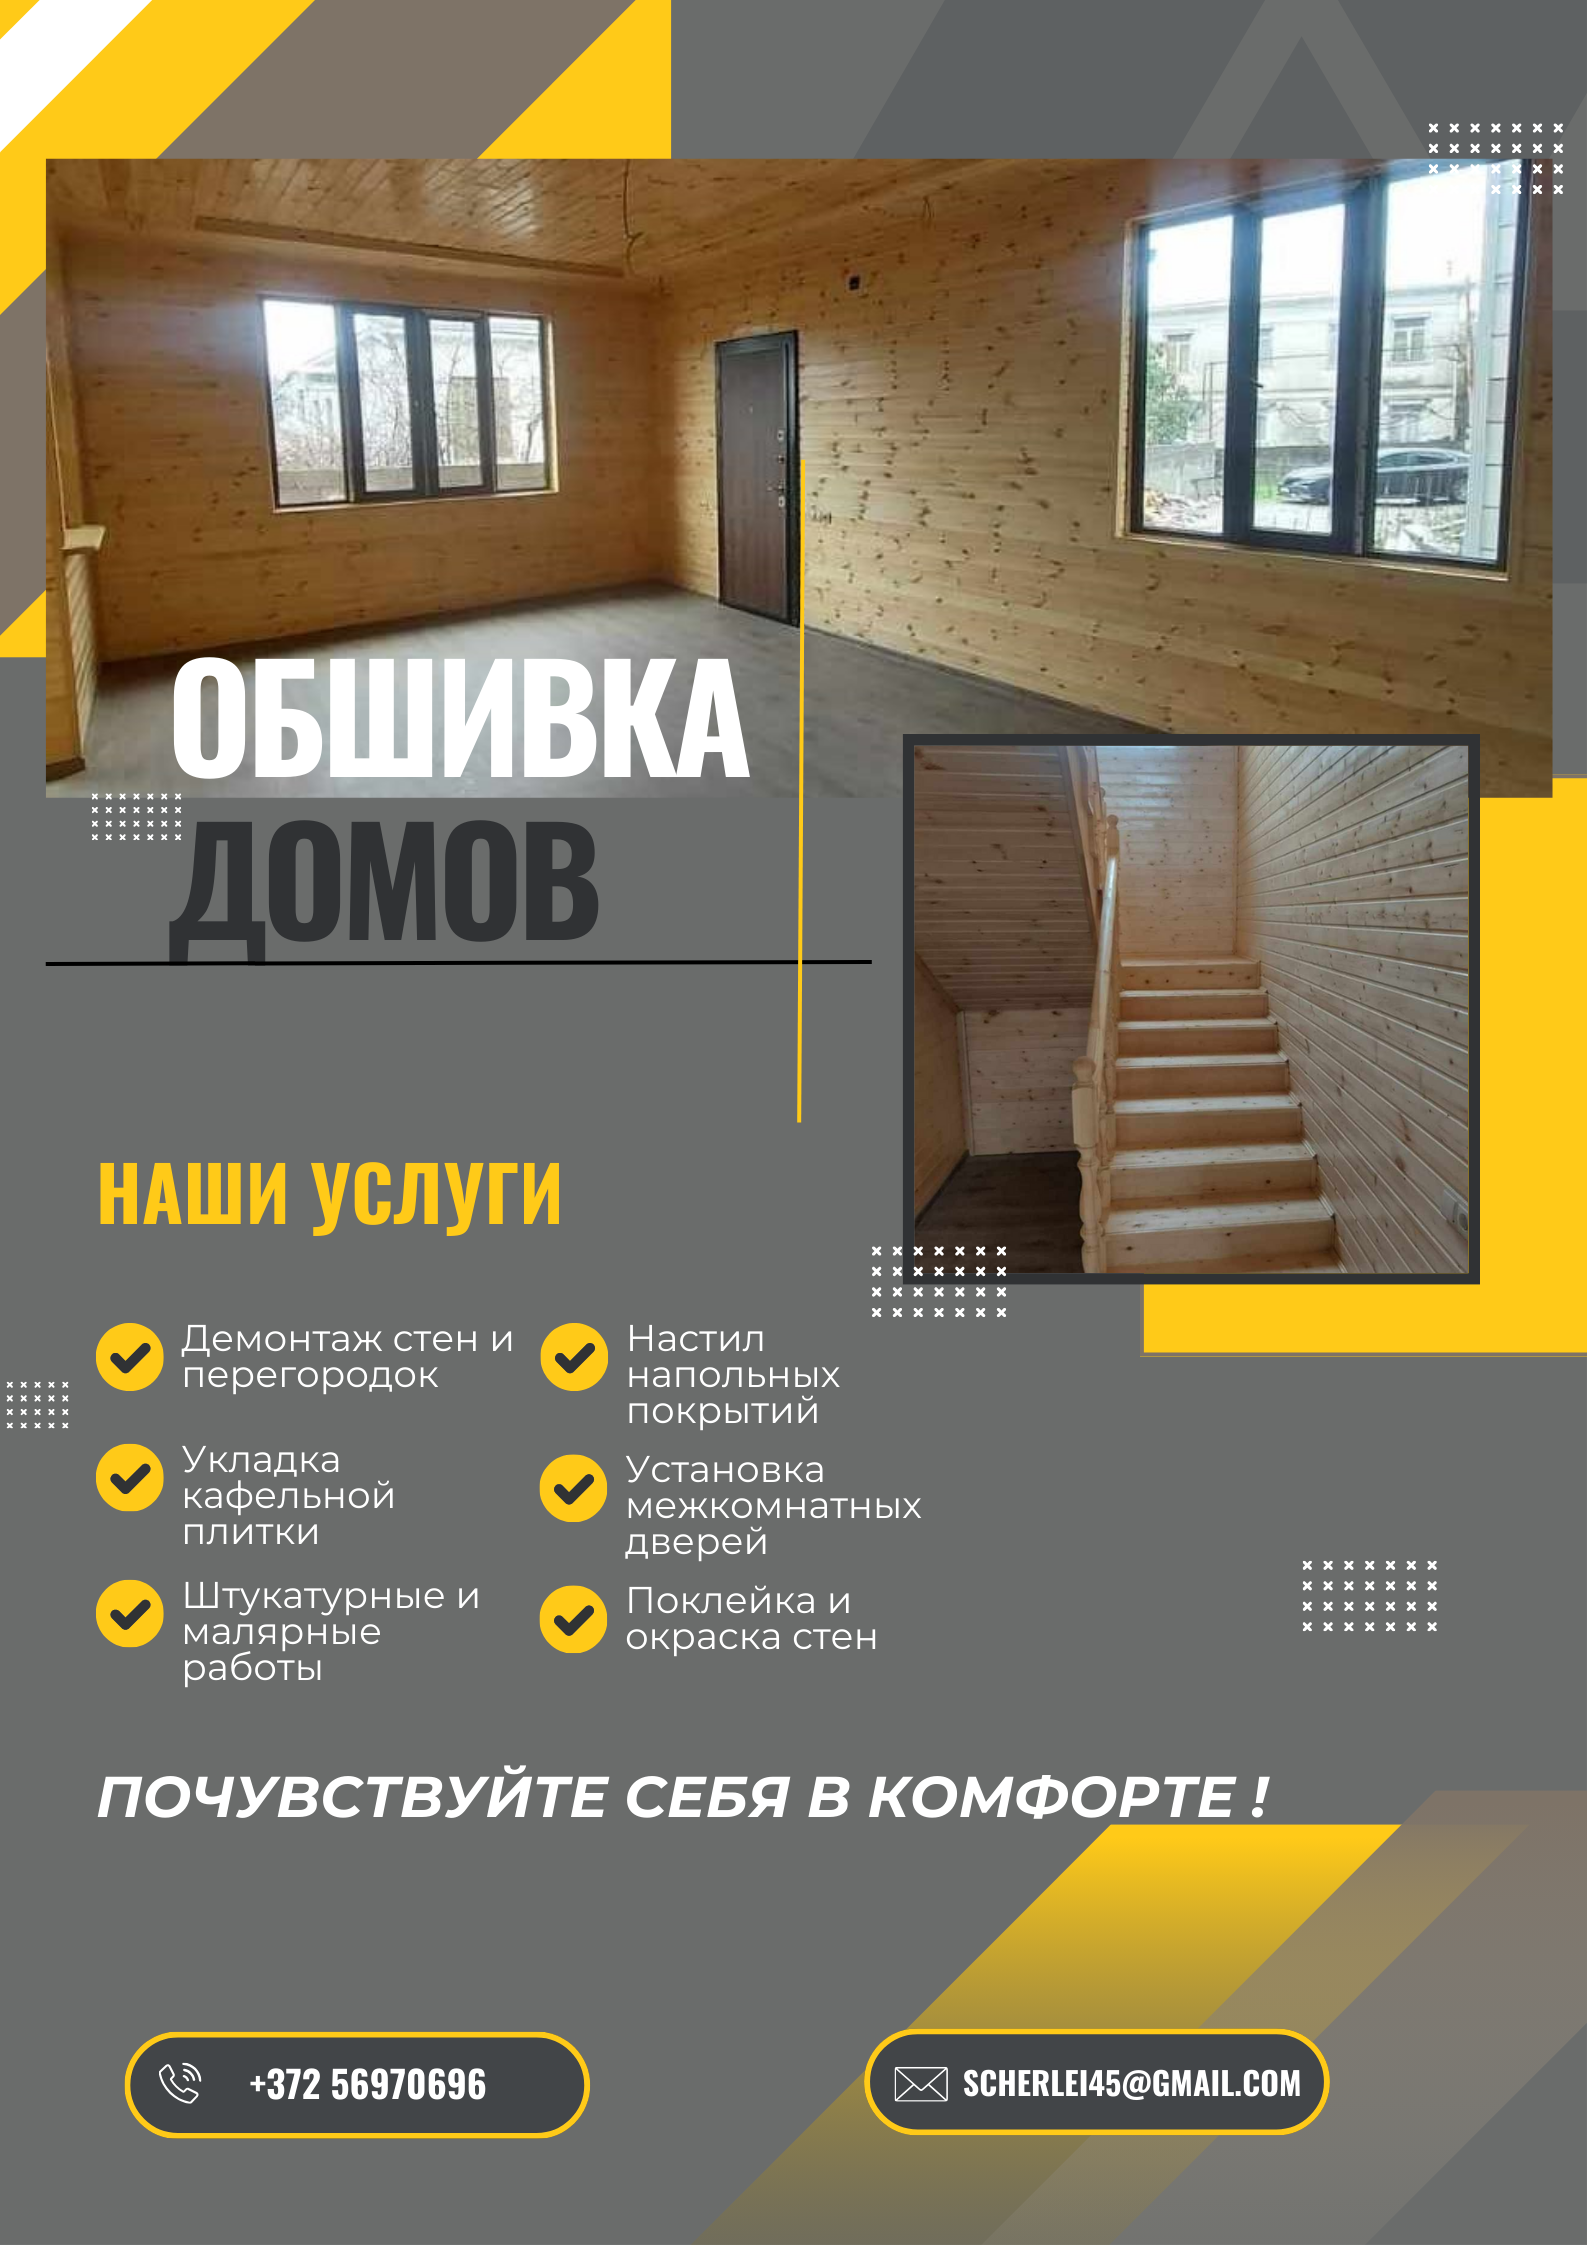 ОБШИВКА
ДОМОВ
НАШИ УСЛУГИ
Демонтаж стен и
перегородок
Укладка
кафельной
плитки
Штукатурные и
малярные
работы
Настил
напольных
покрытий
Установка
межкомнатных
дверей
Поклейка и
окраска стен
ПОЧУВСТВУЙТЕ СЕБЯ В КОМФОРТЕ !
+372 56970696
SCHERLEI45@GMAIL.COM